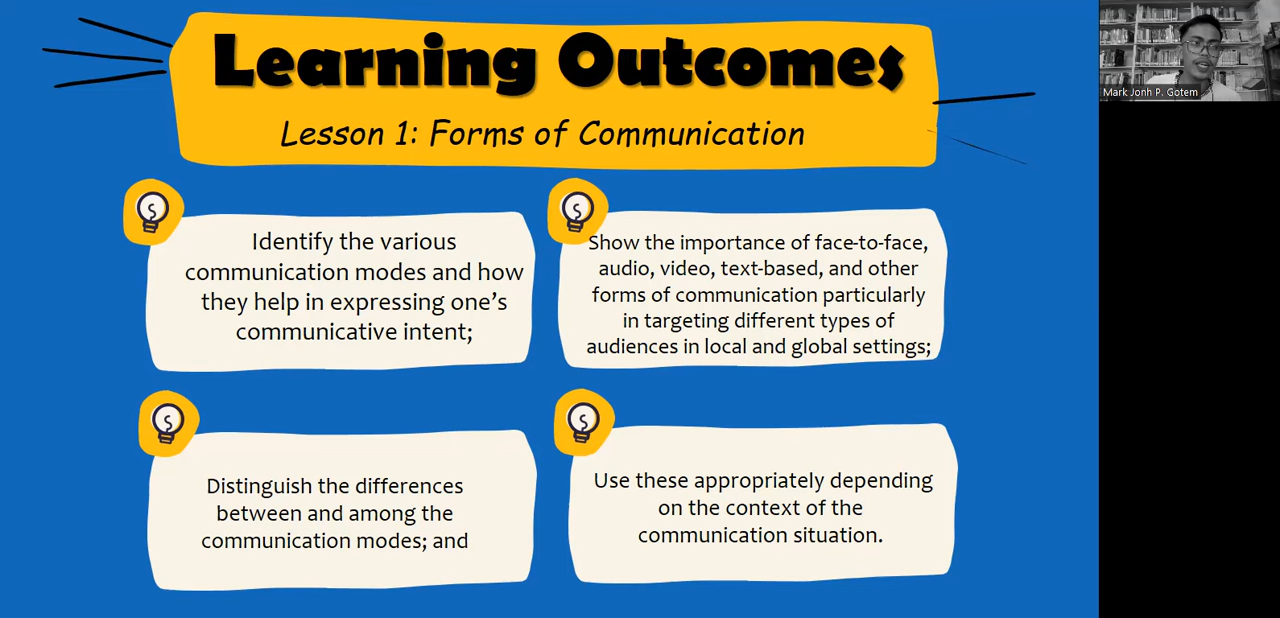 Learning Outcomes
Lesson 1: Forms of Communication
Identify the various
communication modes and how
they help in expressing one’s
communicative intent;
Show the importance of face-to-face,
audio, video, text-based, and other
forms of communication particularly
in targeting different types of
audiences in local and global settings;
Distinguish the differences
between and among the
communication modes; and
Use these appropriately depending
on the context of the
communication situation.
Mark Jonh P. Gotem